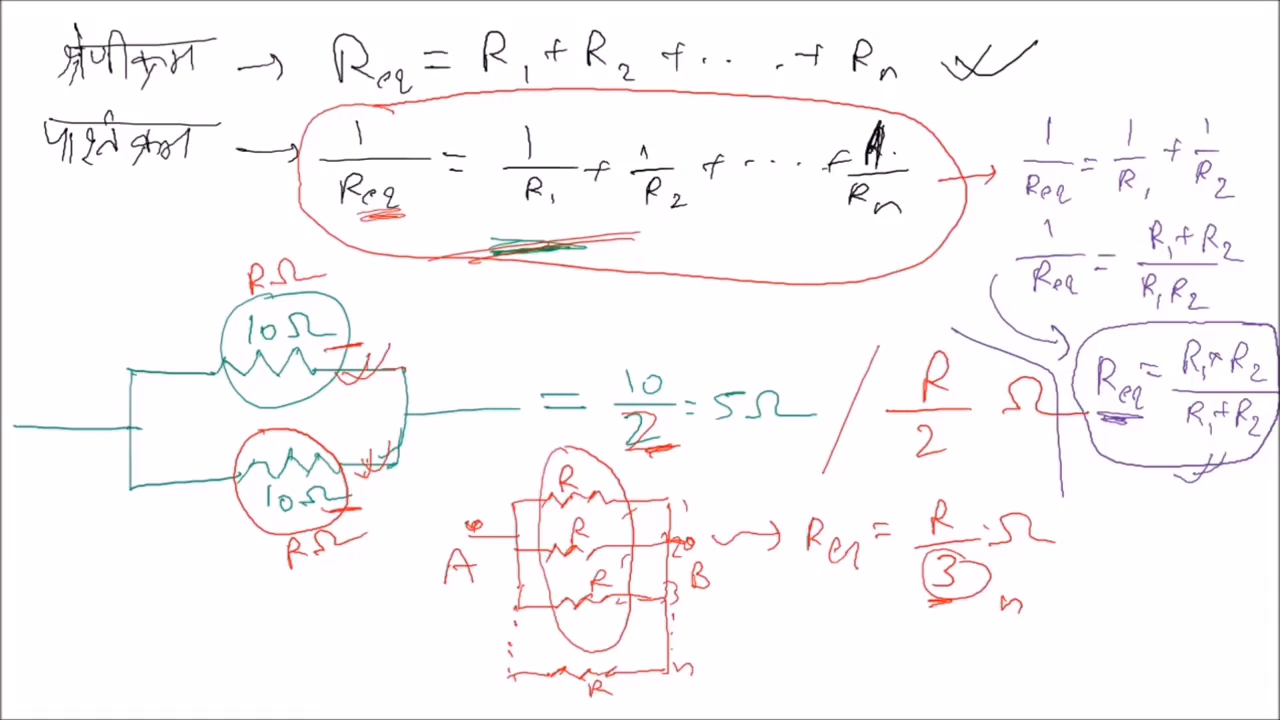 श्रेणीक्रम → Req = R1 + R2 + ... + Rn
पार्श्वक्रम → 1/Req = 1/R1 + 1/R2 + ... + 1/Rn → 1/Req = 1/R1 + 1/R2
1/Req = R1+R2/R1R2
Req = R1*R2/R1+R2
RΩ
10Ω
= 10/2 = 5Ω / R/2 Ω
10Ω
RΩ
R 1
A R 2 B → Req = R/3 Ω
R 3 n
R n